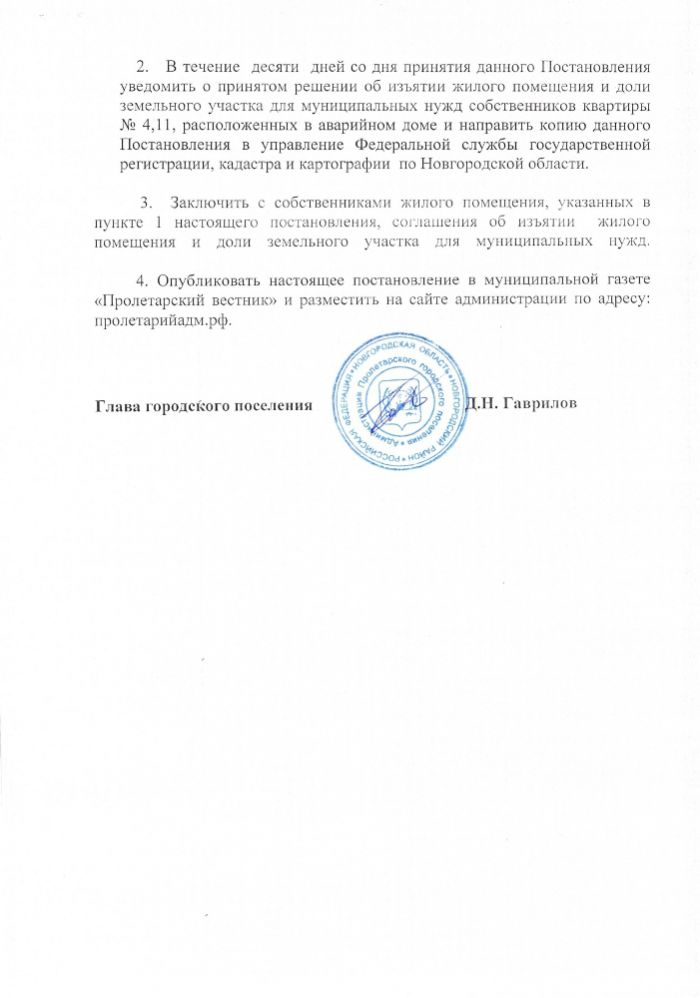 2. В течение десяти дней со дня принятия данного Постановления
уведомить о принятом решении об изъятии жилого помещения и доли
земельного участка для муниципальных нужд собственников квартиры
№ 4,11, расположенных в аварийном доме и направить копию данного
Постановления в управление Федеральной службы государственной
регистрации, кадастра и картографии по Новгородской области.
3. Заключить с собственниками жилого помещения, указанных в
пункте 1 настоящего постановления, соглашения об изъятии жилого
помещения и доли земельного участка для муниципальных нужд.
4. Опубликовать настоящее постановление в муниципальной газете
«Пролетарский вестник» и разместить на сайте администрации по адресу:
пролетарийадм.рф.
Глава городского поселения Д.Н. Гаврилов
РОССИЙСКАЯ ФЕДЕРАЦИЯ * НОВГОРОДСКАЯ ОБЛАСТЬ * НОВГОРОДСКИЙ РАЙОН *
Администрация Пролетарского городского поселения *